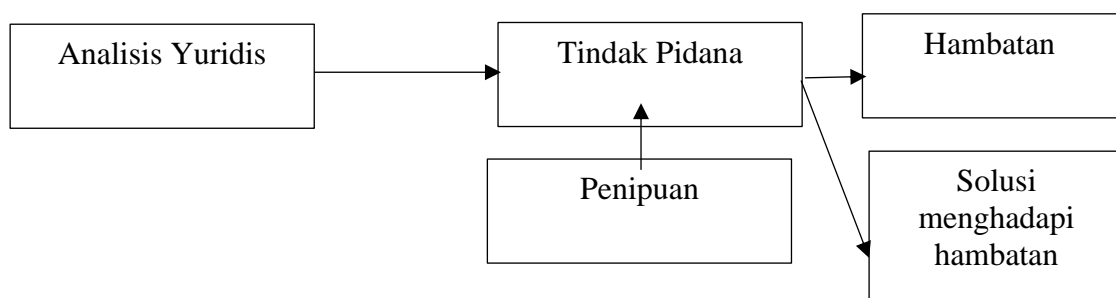 Analisis Yuridis
Tindak Pidana
Hambatan
Penipuan
Solusi
menghadapi
hambatan